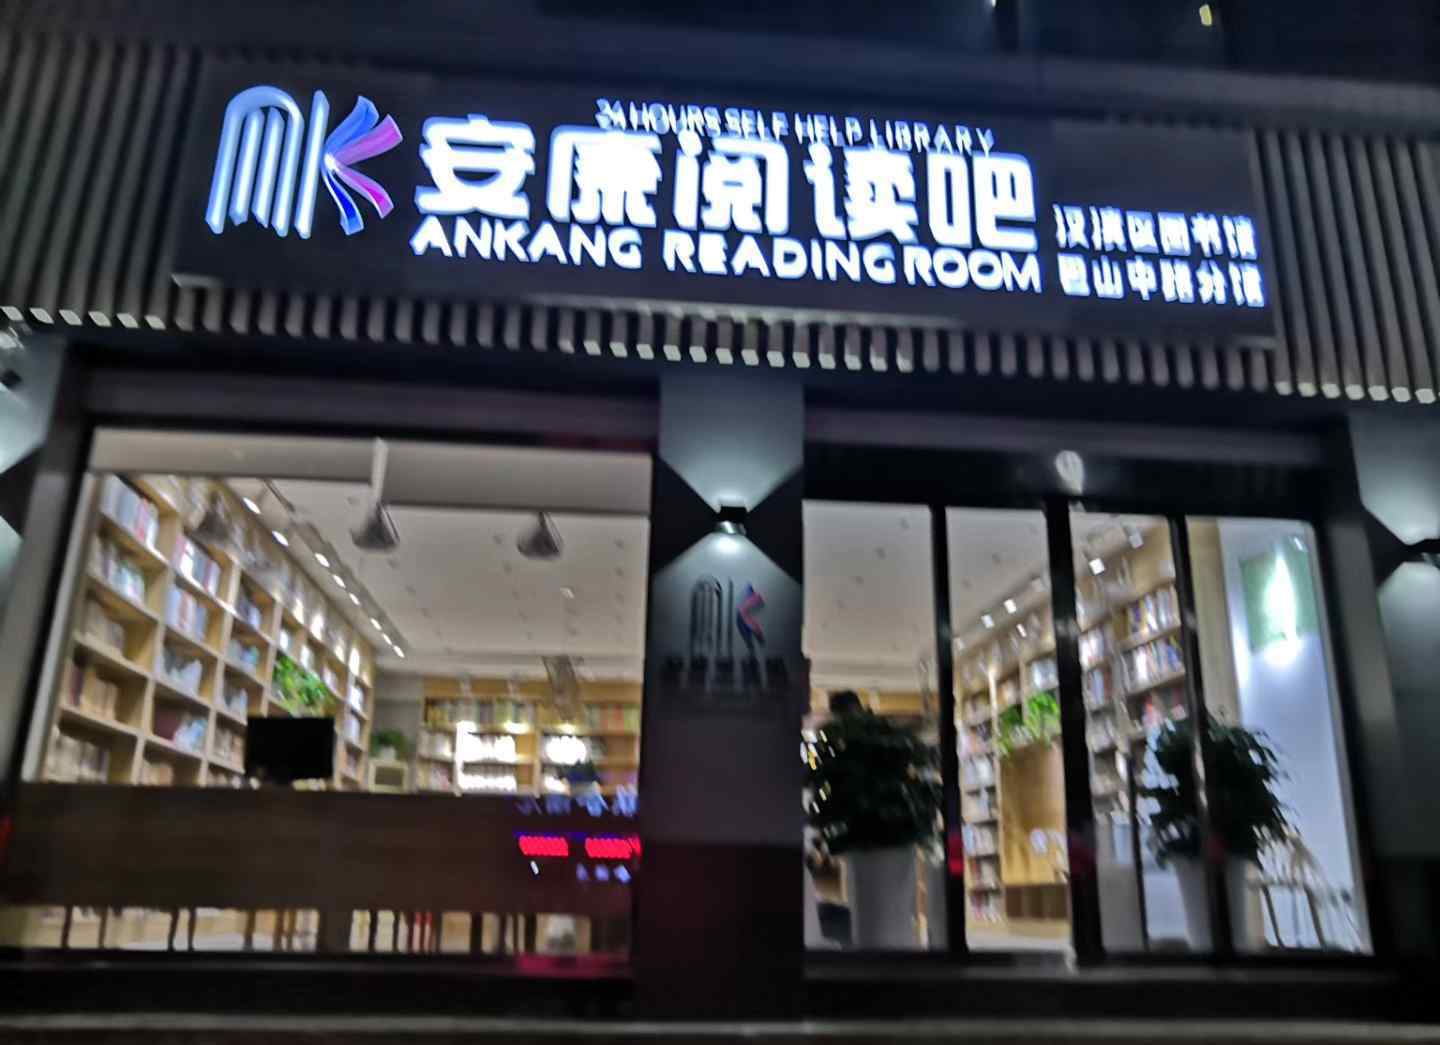 24 HOURS SELF HELP LIBRARY
安康阅读吧
ANKANG READING ROOM
汉滨区图书馆
巴山中路分馆